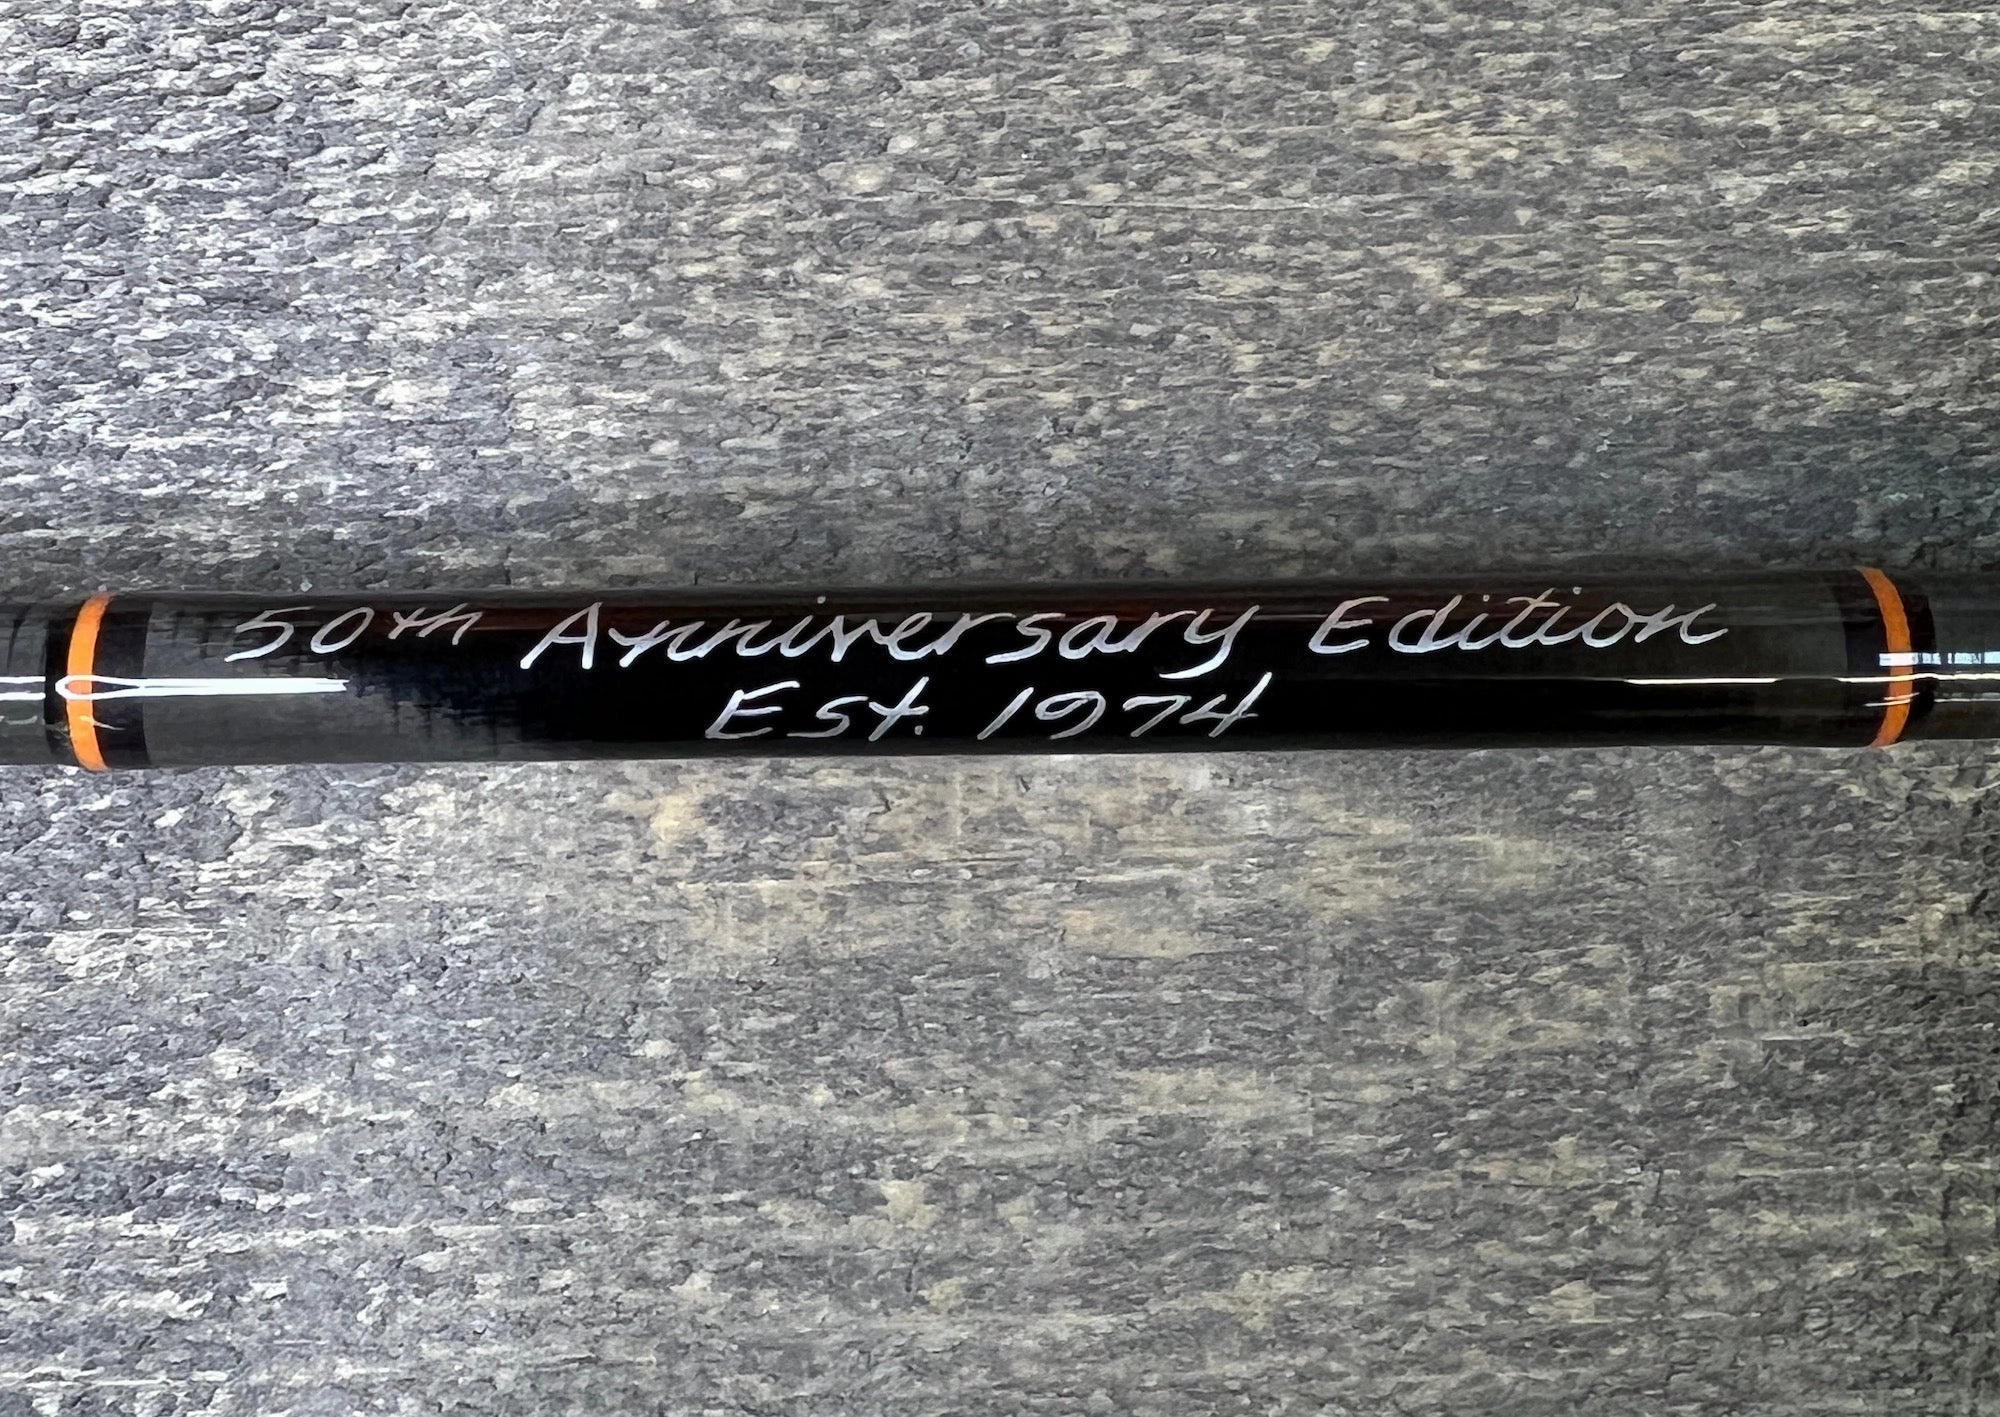 50th Anniversary Edition
Est. 1974